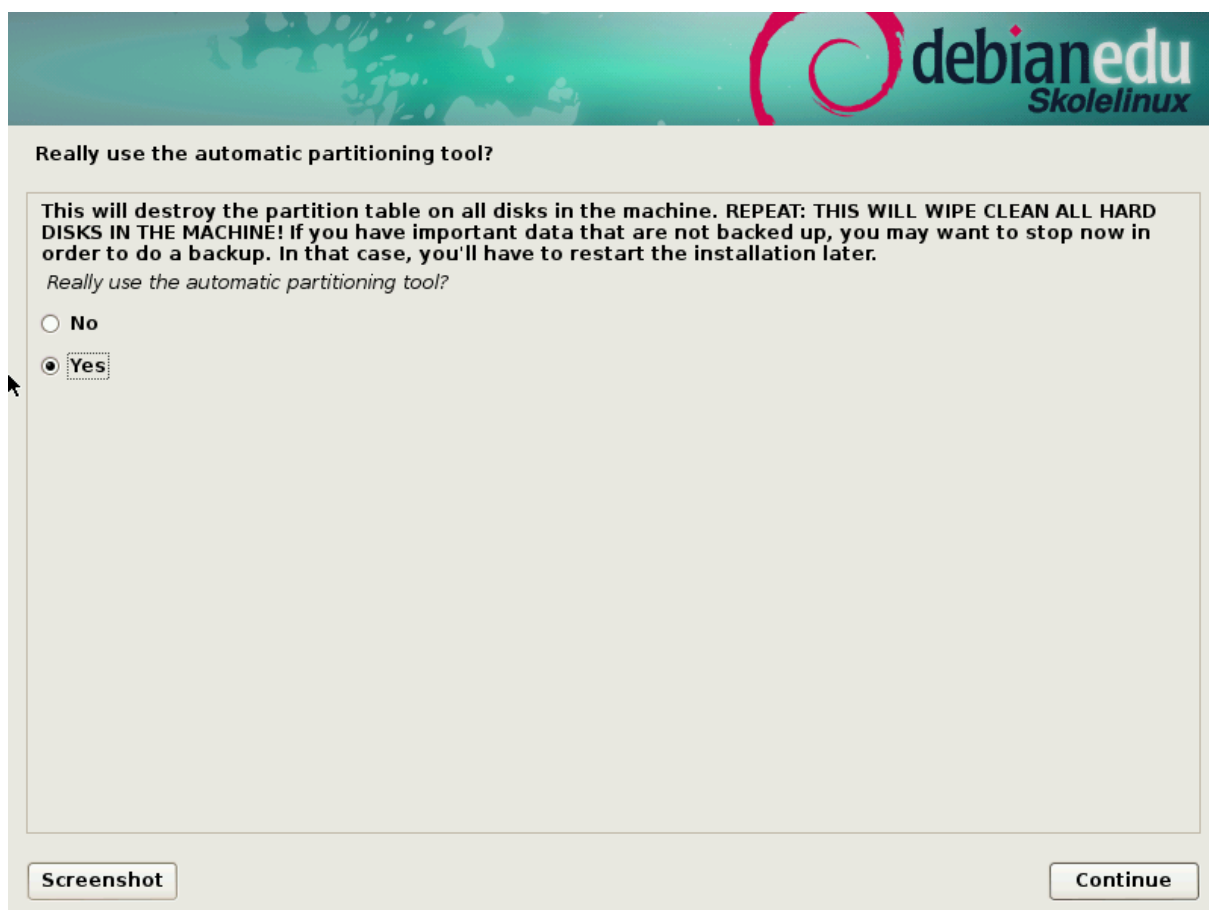 debianedu
Skolelinux
Really use the automatic partitioning tool?
This will destroy the partition table on all disks in the machine. REPEAT: THIS WILL WIPE CLEAN ALL HARD
DISKS IN THE MACHINE! If you have important data that are not backed up, you may want to stop now in
order to do a backup. In that case, you'll have to restart the installation later.
Really use the automatic partitioning tool?
No
Yes
Screenshot
Continue